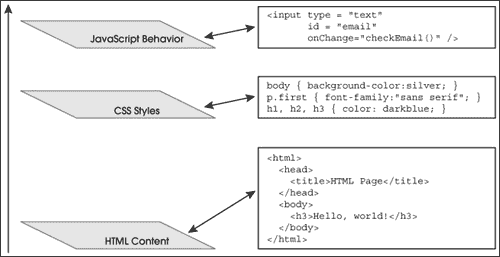 JavaScript Behavior
<input type = "text"
id = "email"
onChange="checkEmail()" />
CSS Styles
body { background-color:silver; }
p.first { font-family:"sans serif"; }
h1, h2, h3 { color: darkblue; }
HTML Content
<html>
<head>
<title>HTML Page</title>
</head>
<body>
<h3>Hello, world!</h3>
</body>
</html>